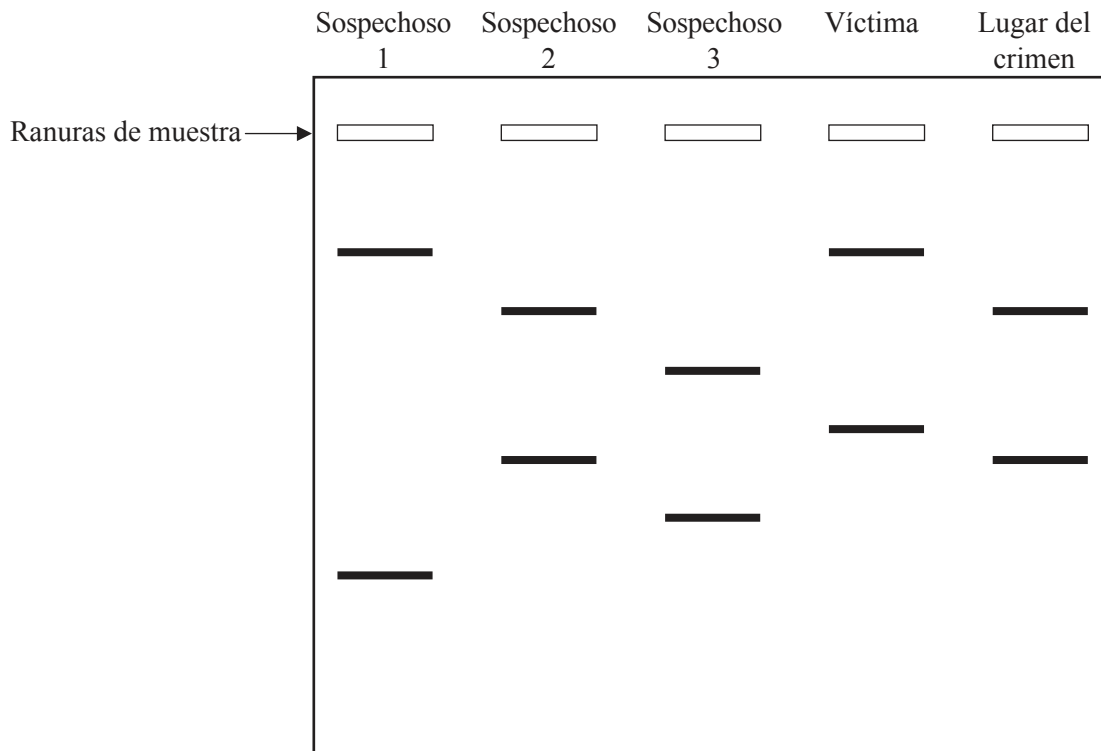 Sospechoso
1
Sospechoso
2
Sospechoso
3
Víctima
Lugar del
crimen
Ranuras de muestra